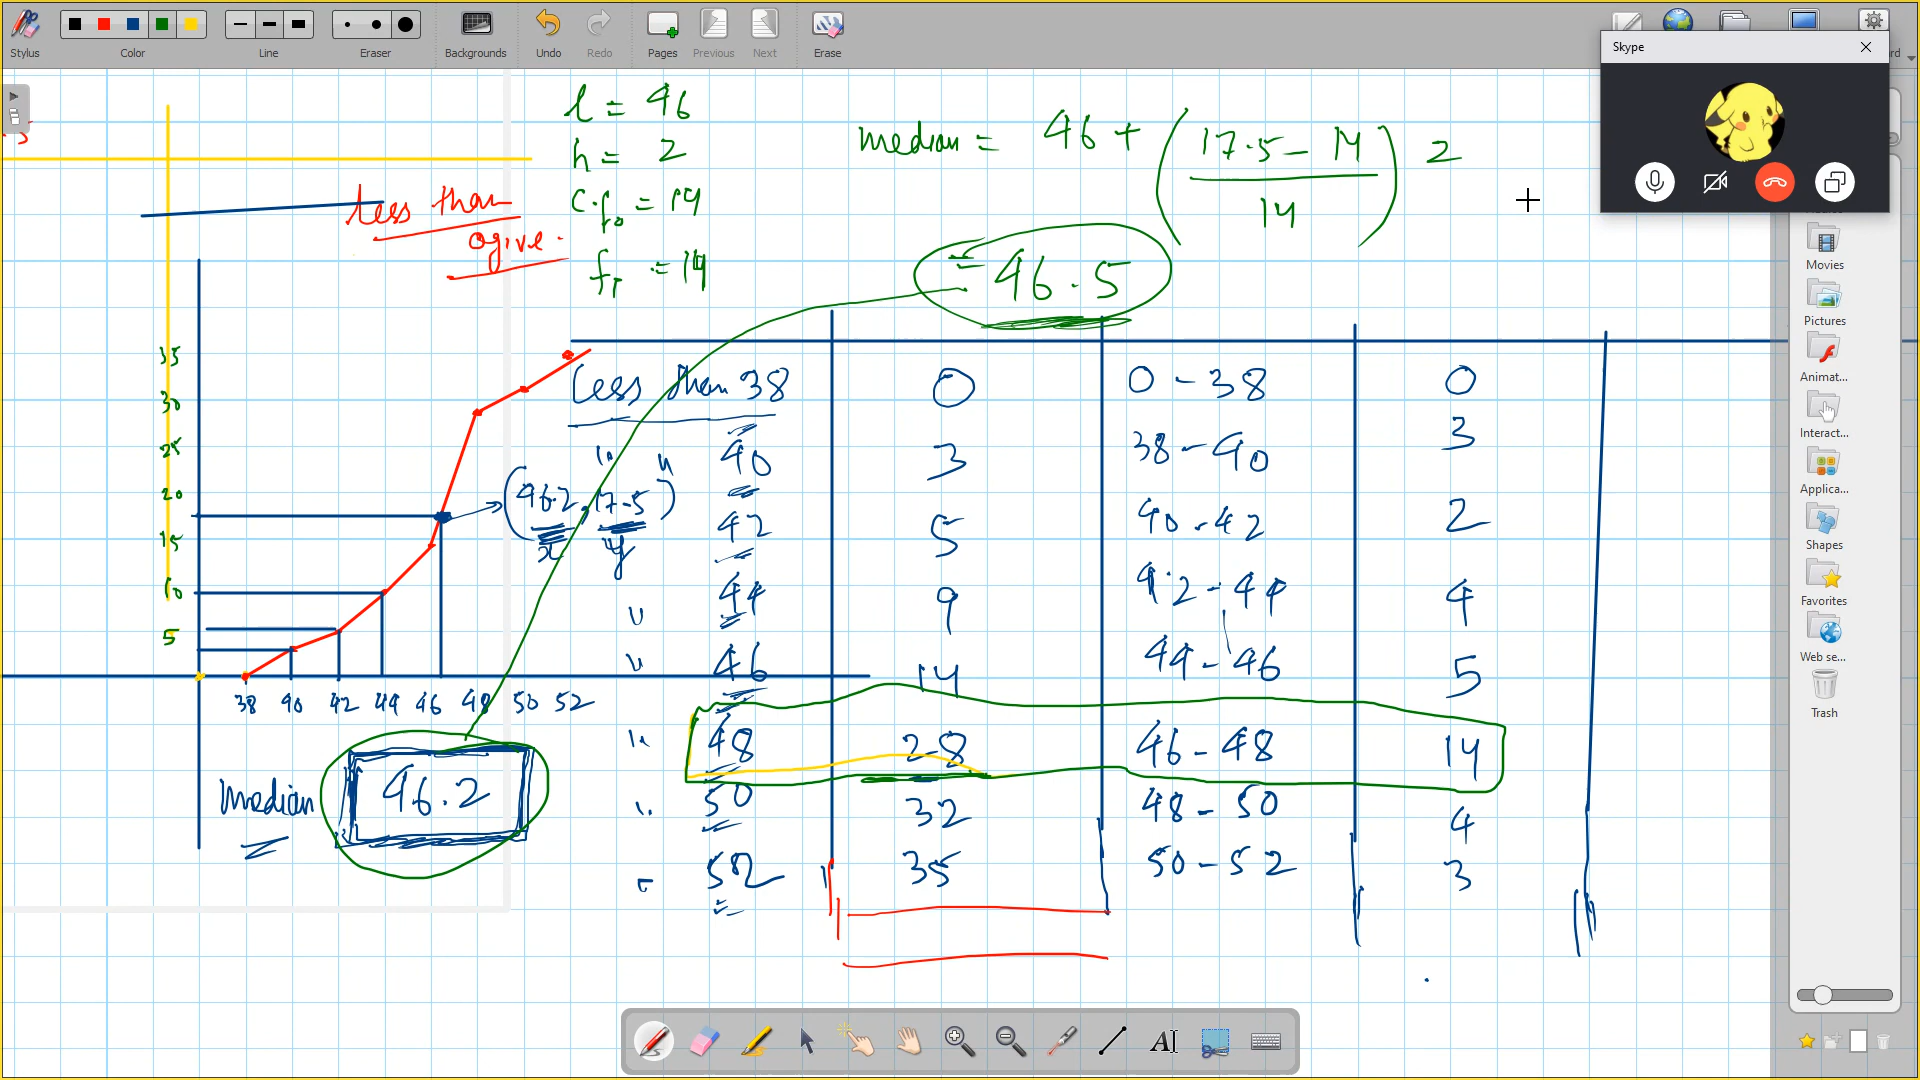 Stylus
Color
Line
Eraser
Backgrounds
Undo
Redo
Pages
Previous
Next
Erase
Skype
l = 46
h = 2
c.f₀ = 14
f₁ = 14
median = 46 + ( 17.5 - 14 / 14 ) 2
= 46.5
less than
ogive.
35
30
25
20
15
10
5
38 40 42 44 46 48 50 52
(46.2, 17.5)
x y
median 46.2
less than 38 0 0 - 38 0
" " 40 3 38 - 40 3
42 5 40 - 42 2
" 44 9 42 - 44 4
" 46 14 44 - 46 5
" 48 28 46 - 48 14
" 50 32 48 - 50 4
" 52 35 50 - 52 3
Movies
Pictures
Animat...
Interact...
Applica...
Shapes
Favorites
Web se...
Trash